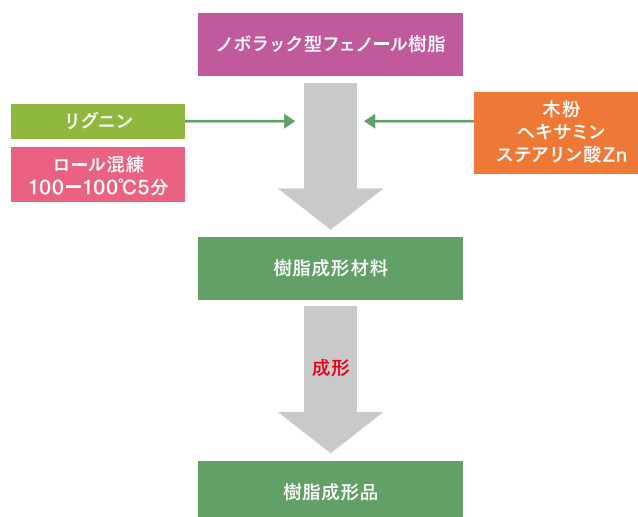 ノボラック型フェノール樹脂
リグニン
ロール混練
100ー100℃5分
木粉
ヘキサミン
ステアリン酸Zn
樹脂成形材料
成形
樹脂成形品